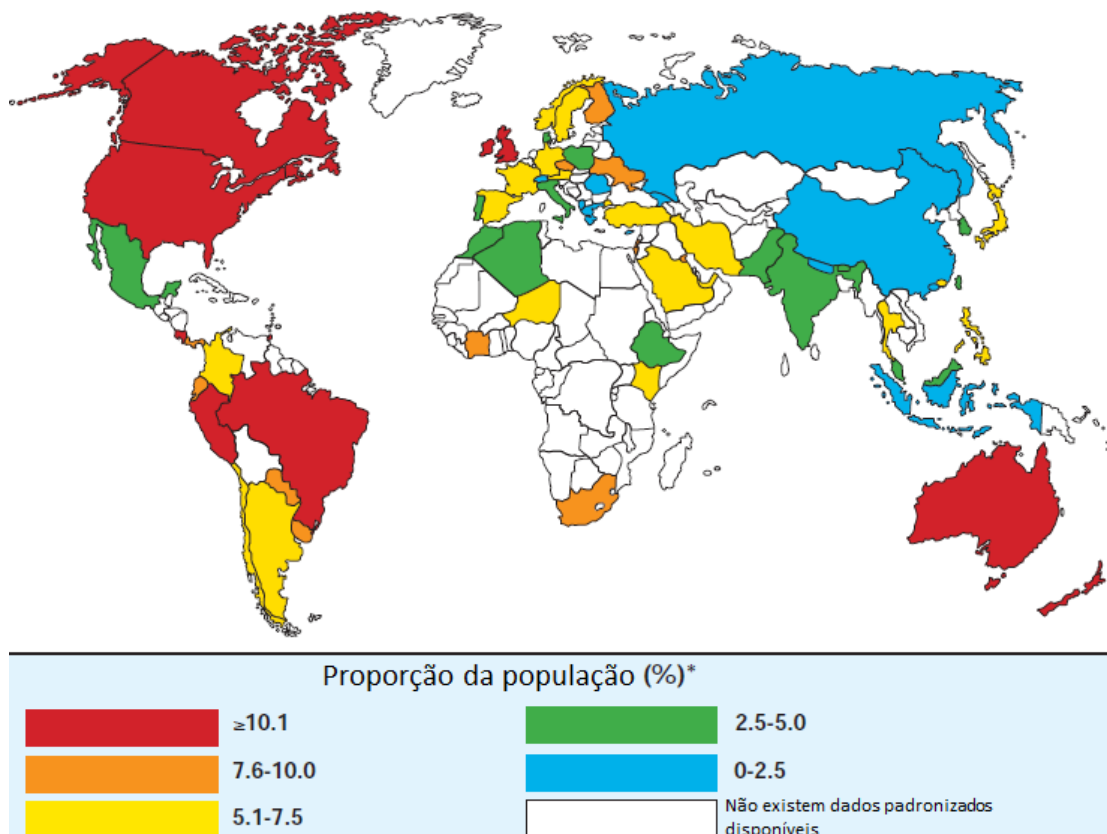 Proporção da população (%)*
≥10.1
2.5-5.0
7.6-10.0
0-2.5
5.1-7.5
Não existem dados padronizados
disponíveis